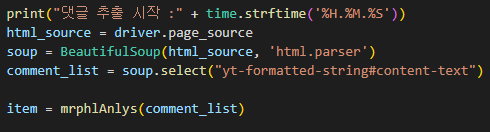 print("댓글 추출 시작 :" + time.strftime('%H.%M.%S'))
html_source = driver.page_source
soup = BeautifulSoup(html_source, 'html.parser')
comment_list = soup.select("yt-formatted-string#content-text")
item = mrphlAnlys(comment_list)